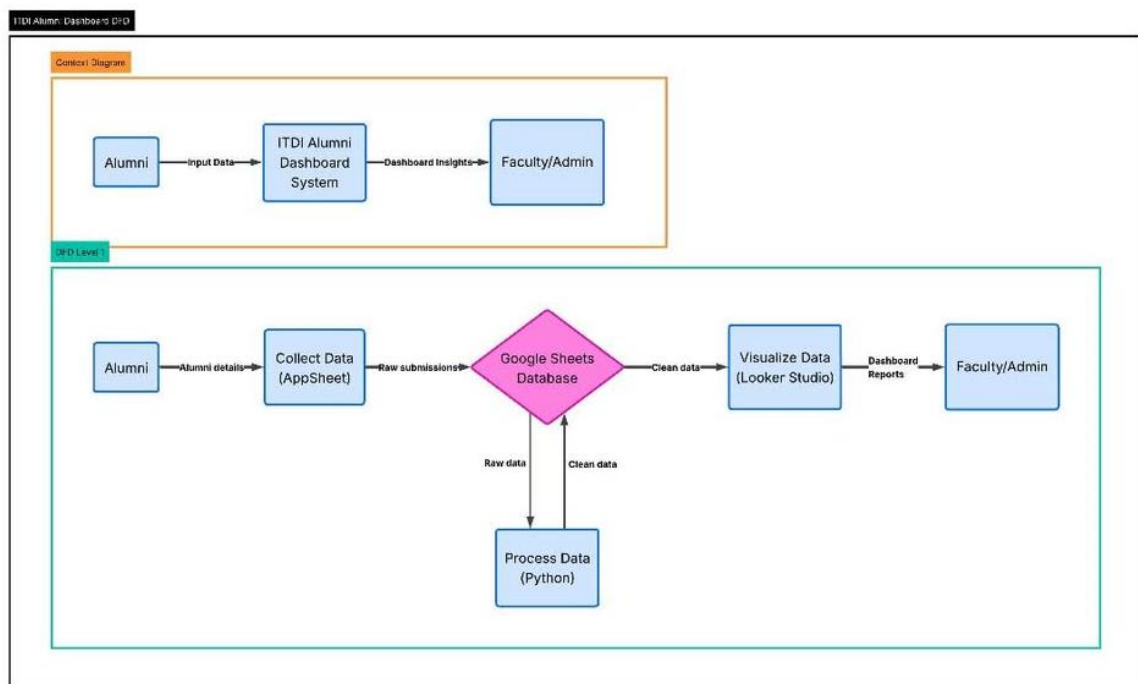 ITDI Alumni Dashboard DFD
Context Diagram
Alumni
Input Data
ITDI Alumni
Dashboard
System
Dashboard Insights
Faculty/Admin
DFD Level 1
Alumni
Alumni details
Collect Data
(AppSheet)
Raw submissions
Google Sheets
Database
Clean data
Visualize Data
(Looker Studio)
Dashboard
Reports
Faculty/Admin
Raw data
Clean data
Process Data
(Python)